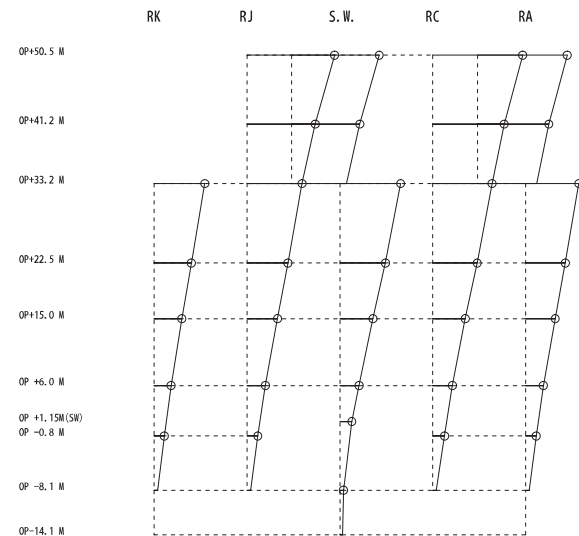 RK RJ S.W. RC RA
OP+50.5 M
OP+41.2 M
OP+33.2 M
OP+22.5 M
OP+15.0 M
OP +6.0 M
OP +1.15M(SW)
OP -0.8 M
OP -8.1 M
OP-14.1 M